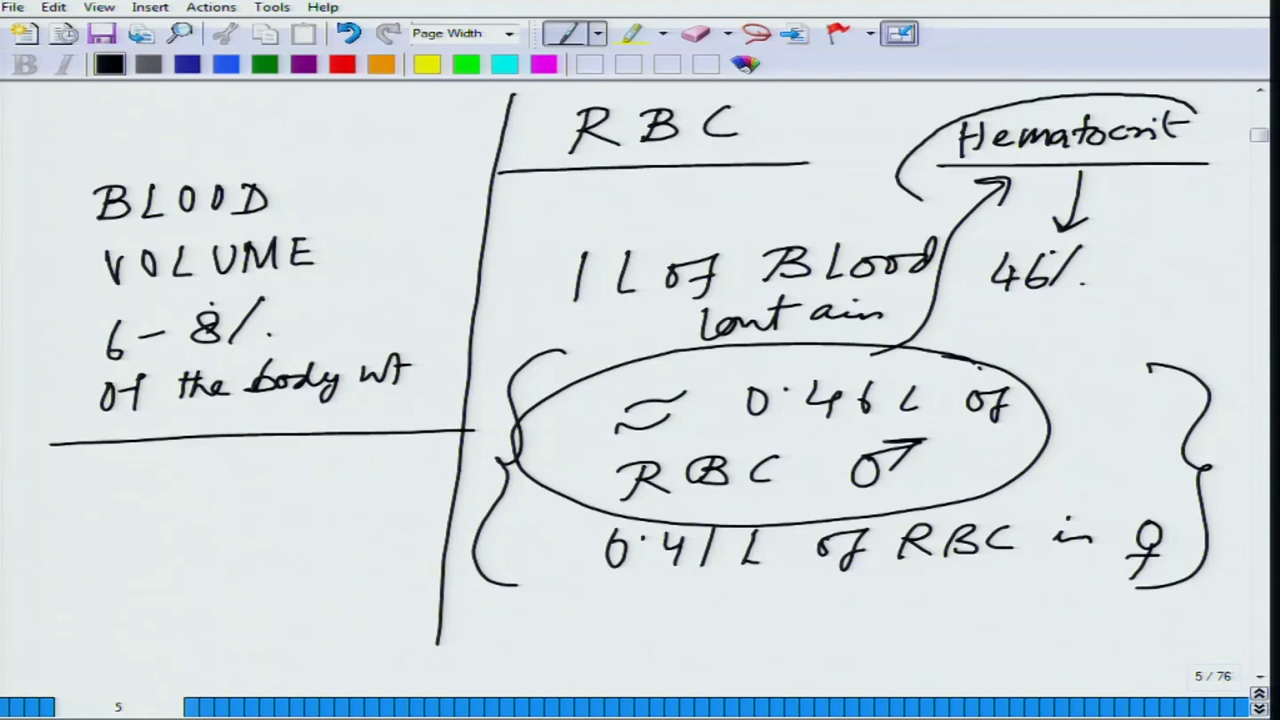 File Edit View Insert Actions Tools Help
Page Width
B I
BLOOD
VOLUME
6 - 8%.
of the body wt
RBC
Hematocrit
46%.
1 L of Blood
contain
≈ 0.46 L of
RBC ♂
0.41 L of RBC in ♀
5 / 76
5